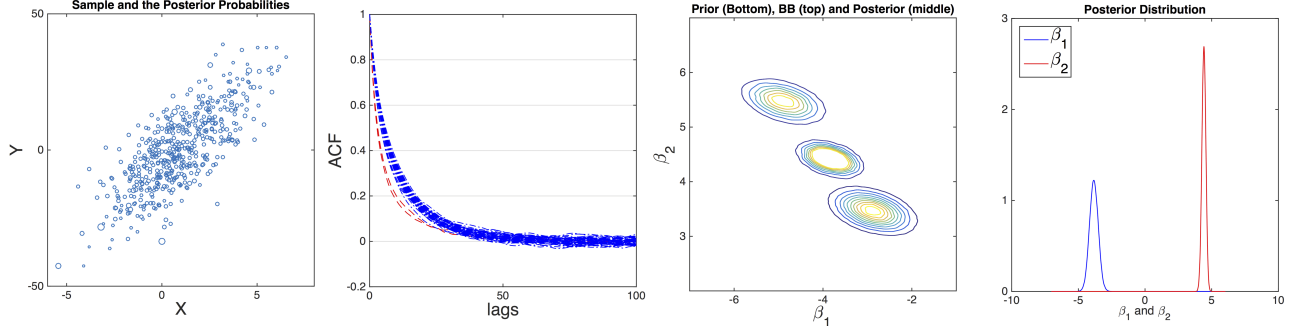 Sample and the Posterior Probabilities
50
0
-50
Y
-5
0
5
X
1
0.8
0.6
0.4
0.2
0
-0.2
ACF
0
50
100
lags
Prior (Bottom), BB (top) and Posterior (middle)
6
5
4
3
β2
-6
-4
-2
β1
Posterior Distribution
β1
β2
3
2
1
0
-10
-5
0
5
10
β1 and β2